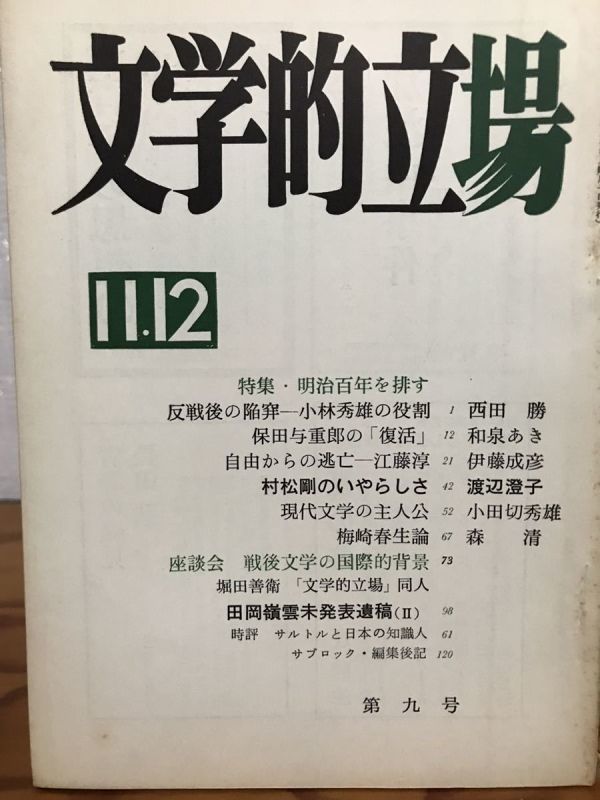 文学的立場
11.12
特集・明治百年を排す
反戦後の陥穽―小林秀雄の役割 1 西田 勝
保田与重郎の「復活」 12 和泉あき
自由からの逃亡―江藤淳 21 伊藤成彦
村松剛のいやらしさ 42 渡辺澄子
現代文学の主人公 52 小田切秀雄
梅崎春生論 67 森 清
座談会 戦後文学の国際的背景 73
堀田善衛 「文学的立場」同人
田岡嶺雲未発表遺稿(II) 98
時評 サルトルと日本の知識人 61
サブロック・編集後記 120
第九号